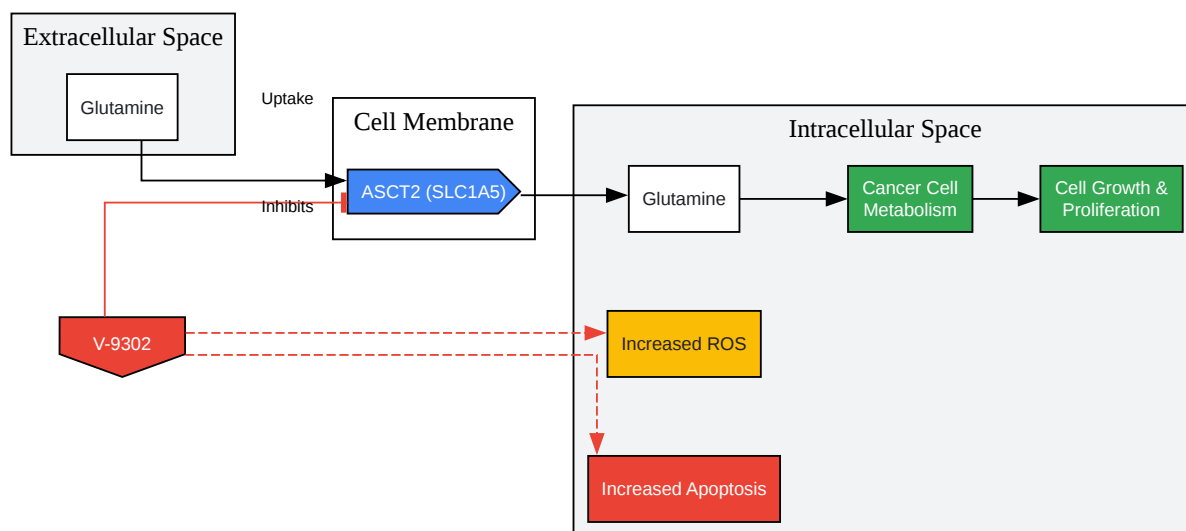 Extracellular Space
Glutamine
Uptake
Cell Membrane
ASCT2 (SLC1A5)
Inhibits
Intracellular Space
Glutamine
Cancer Cell
Metabolism
Cell Growth &
Proliferation
V-9302
Increased ROS
Increased Apoptosis